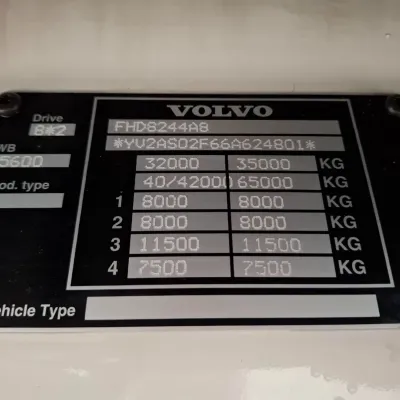 VOLVO
Drive
8*2
FHD8244A8
WB
5600
*YV2AS02F66A624801*
32000 35000 KG
od. type
40/42000 65000 KG
1 8000 8000 KG
2 8000 8000 KG
3 11500 11500 KG
4 7500 7500 KG
ehicle Type